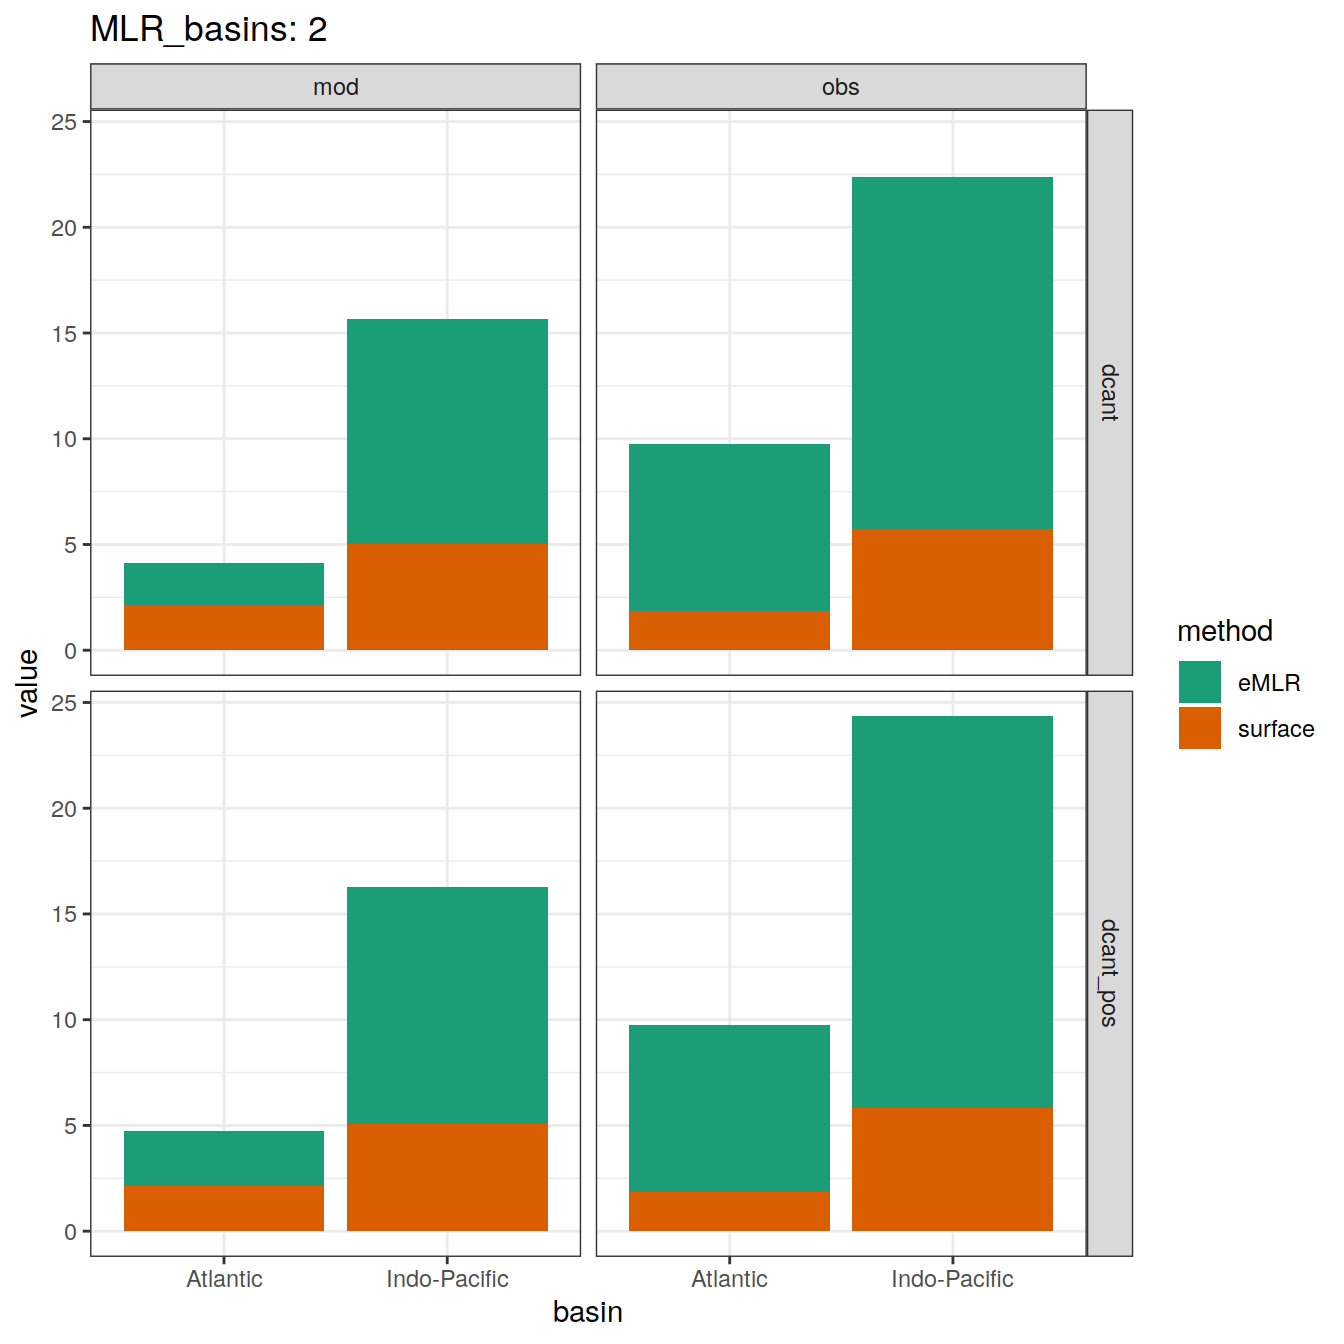 MLR_basins: 2
mod
obs
25
20
15
10
5
0
dcant
25
20
15
10
5
0
dcant_pos
value
Atlantic
Indo-Pacific
Atlantic
Indo-Pacific
basin
method
eMLR
surface